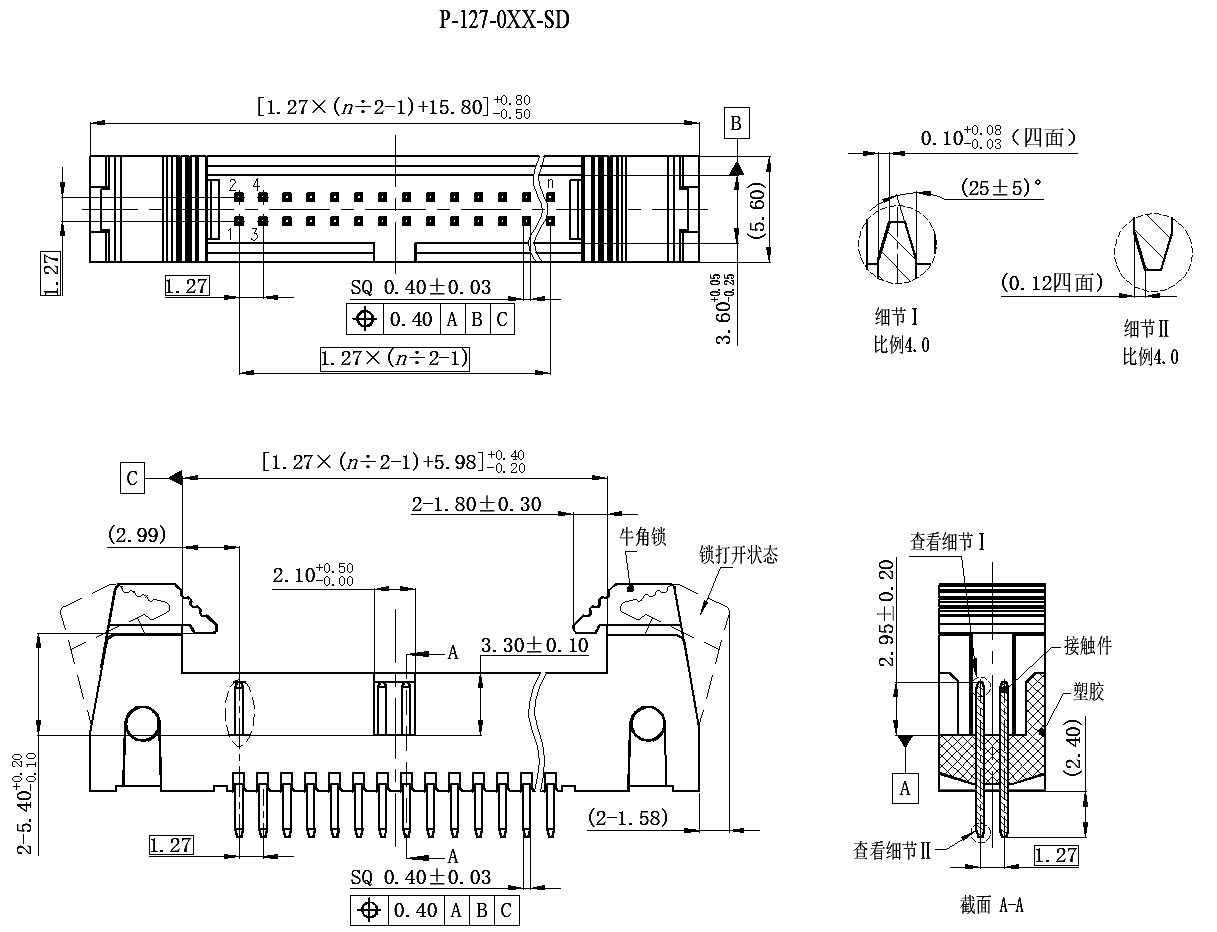 P-127-0XX-SD
[1.27×(n÷2-1)+15.80]+0.80 -0.50
B
2 4 n
1 3
(5.60)
1.27
1.27
SQ 0.40±0.03
0.40 A B C
3.60+0.05 -0.25
1.27×(n÷2-1)
0.10+0.08 -0.03 (四面)
(25±5)°
(0.12四面)
细节Ⅰ
比例4.0
细节Ⅱ
比例4.0
C
[1.27×(n÷2-1)+5.98]+0.40 -0.20
2-1.80±0.30
(2.99)
2.10+0.50 -0.00
牛角锁
锁打开状态
A
3.30±0.10
2-5.40+0.20 -0.10
1.27
A
(2-1.58)
SQ 0.40±0.03
0.40 A B C
查看细节Ⅰ
2.95±0.20
接触件
塑胶
A
(2.40)
查看细节Ⅱ
1.27
截面 A-A